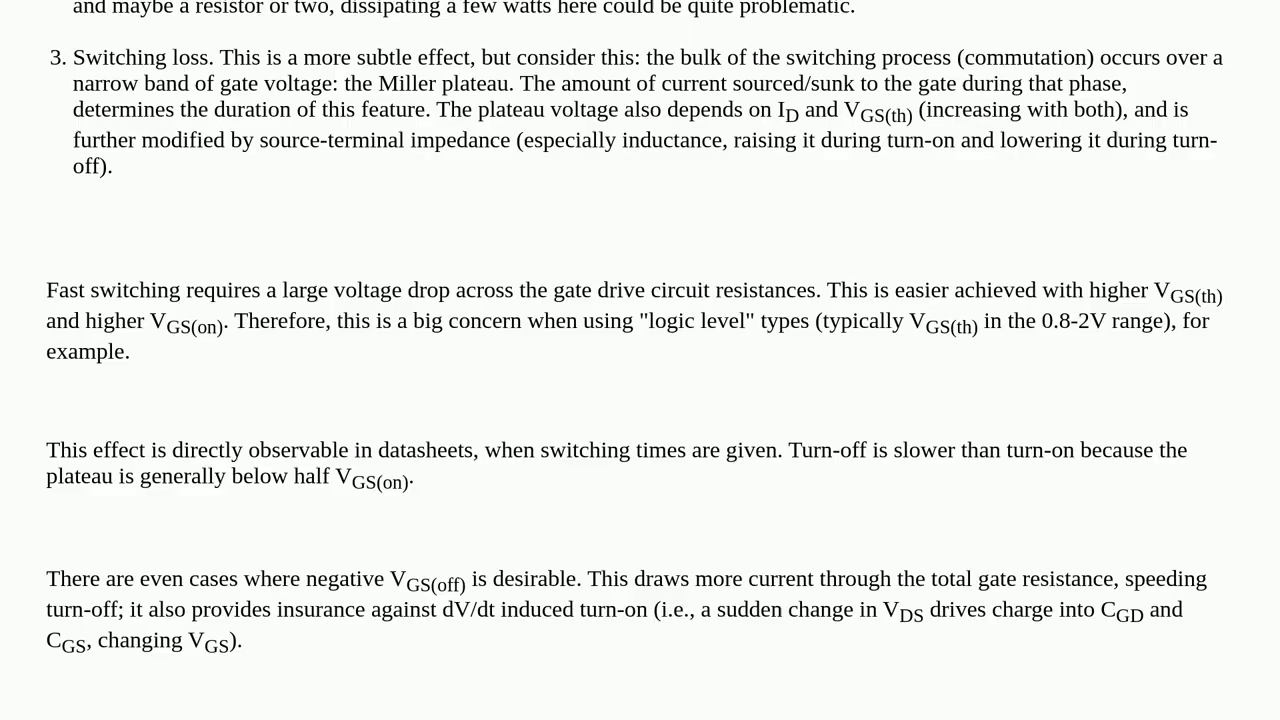 and maybe a resistor or two, dissipating a few watts here could be quite problematic.
3. Switching loss. This is a more subtle effect, but consider this: the bulk of the switching process (commutation) occurs over a
narrow band of gate voltage: the Miller plateau. The amount of current sourced/sunk to the gate during that phase,
determines the duration of this feature. The plateau voltage also depends on ID and VGS(th) (increasing with both), and is
further modified by source-terminal impedance (especially inductance, raising it during turn-on and lowering it during turn-
off).
Fast switching requires a large voltage drop across the gate drive circuit resistances. This is easier achieved with higher VGS(th)
and higher VGS(on). Therefore, this is a big concern when using "logic level" types (typically VGS(th) in the 0.8-2V range), for
example.
This effect is directly observable in datasheets, when switching times are given. Turn-off is slower than turn-on because the
plateau is generally below half VGS(on).
There are even cases where negative VGS(off) is desirable. This draws more current through the total gate resistance, speeding
turn-off; it also provides insurance against dV/dt induced turn-on (i.e., a sudden change in VDS drives charge into CGD and
CGS, changing VGS).